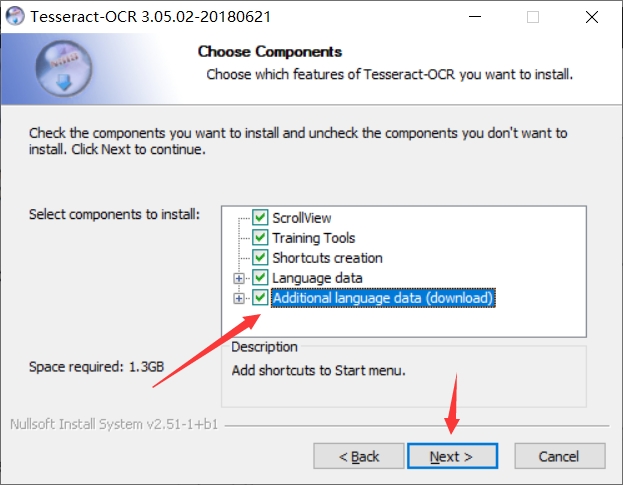 Tesseract-OCR 3.05.02-20180621
Choose Components
Choose which features of Tesseract-OCR you want to install.
Check the components you want to install and uncheck the components you don't want to
install. Click Next to continue.
Select components to install:
ScrollView
Training Tools
Shortcuts creation
Language data
Additional language data (download)
Space required: 1.3GB
Description
Add shortcuts to Start menu.
Nullsoft Install System v2.51-1+b1
< Back
Next >
Cancel